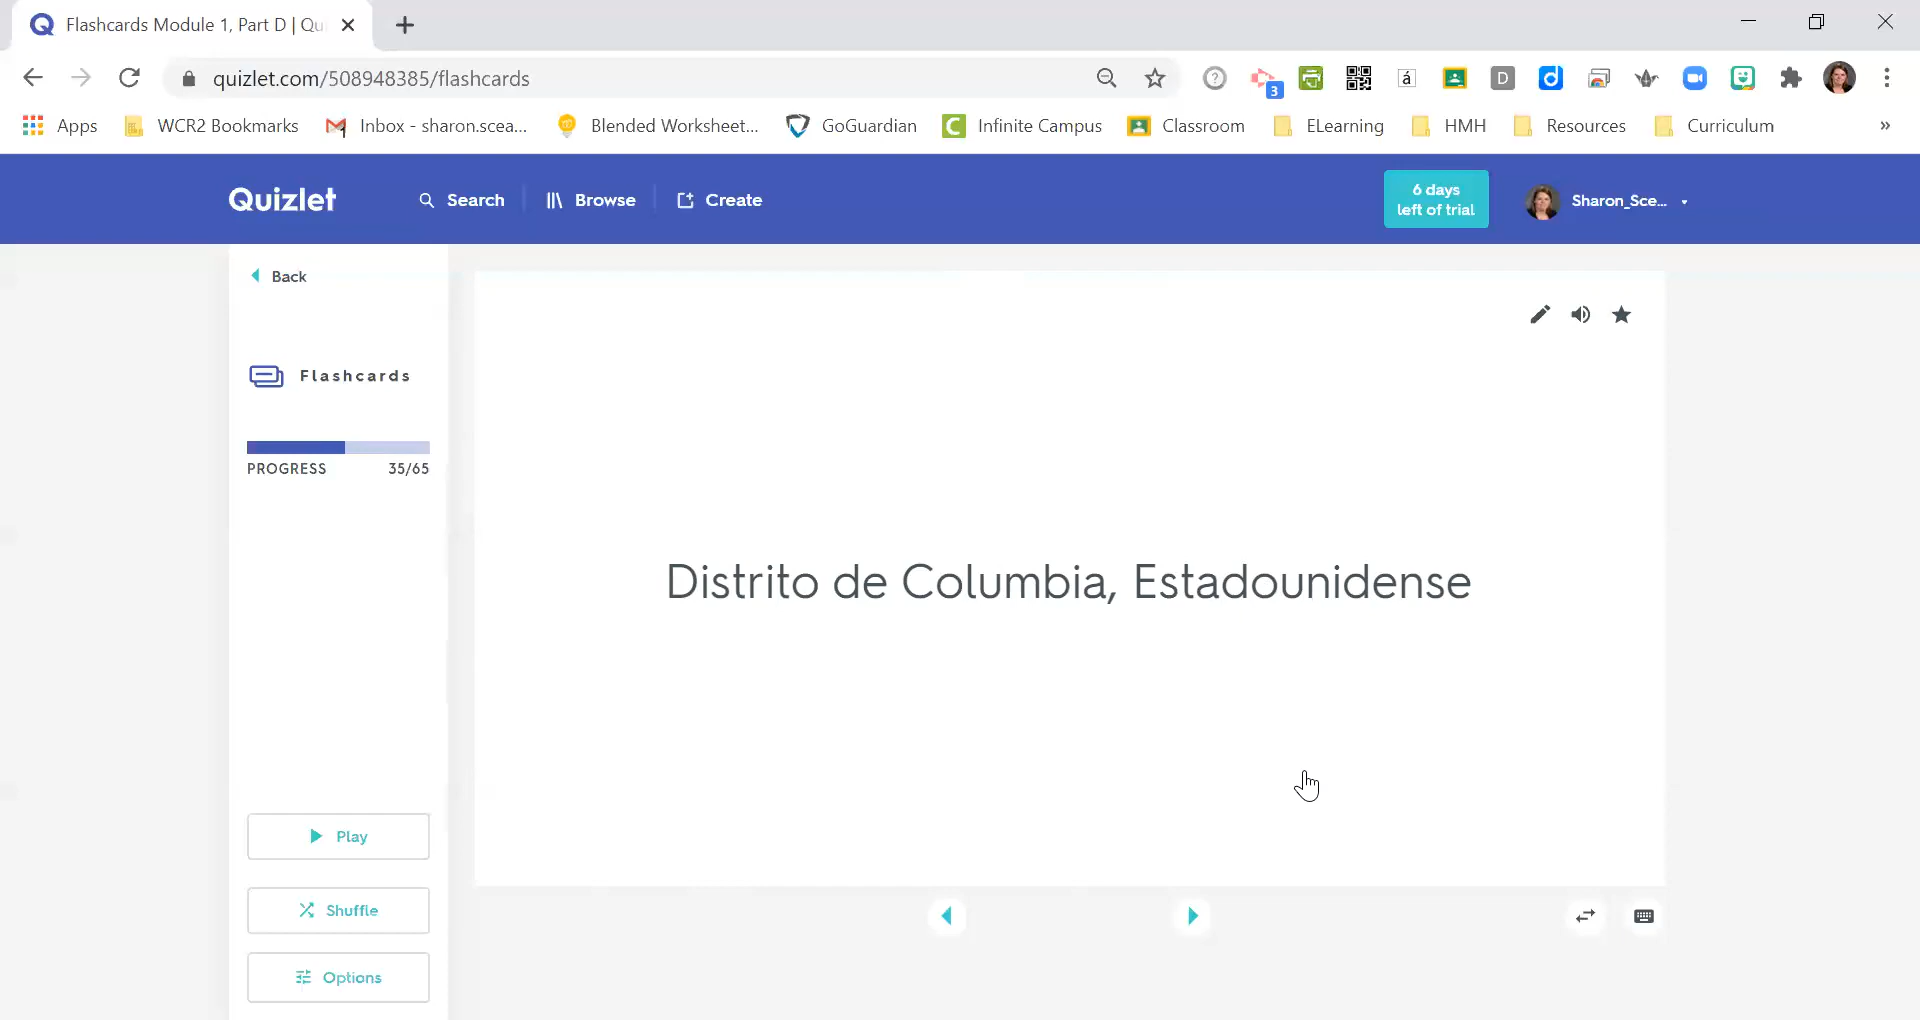 Flashcards Module 1, Part D | Qu
quizlet.com/508948385/flashcards
á
3
D
Apps
WCR2 Bookmarks
Inbox - sharon.scea...
Blended Worksheet...
GoGuardian
Infinite Campus
Classroom
ELearning
HMH
Resources
Curriculum
»
Quizlet
Search
Browse
Create
6 days
left of trial
Sharon_Sce...
Back
Flashcards
PROGRESS 35/65
Distrito de Columbia, Estadounidense
Play
Shuffle
Options